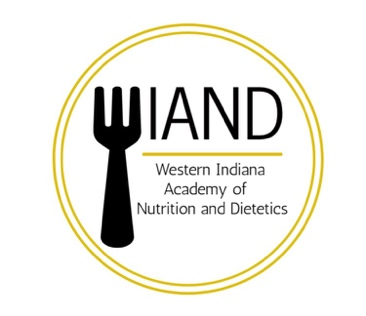 WIAND
Western Indiana
Academy of
Nutrition and Dietetics